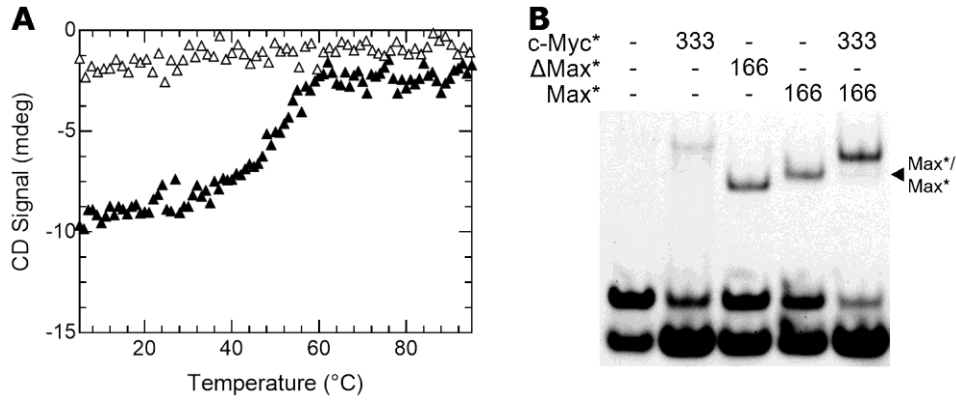 A
CD Signal (mdeg)
0
-5
-10
-15
20 40 60 80
Temperature (°C)
B
c-Myc* - 333 - - 333
ΔMax* - - 166 - -
Max* - - - 166 166
Max*/
Max*